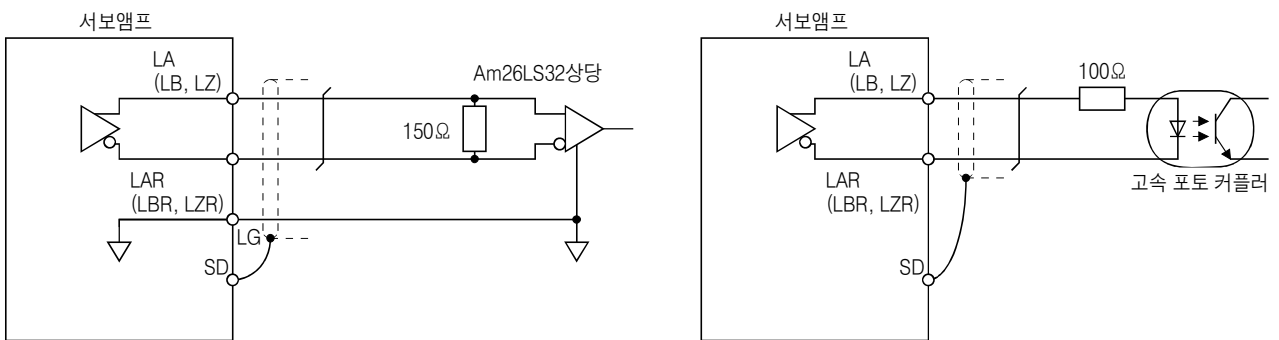 서보앰프
LA
(LB, LZ)
Am26LS32상당
150Ω
LAR
(LBR, LZR)
LG
SD
서보앰프
LA
(LB, LZ)
100Ω
LAR
(LBR, LZR)
고속 포토 커플러
SD